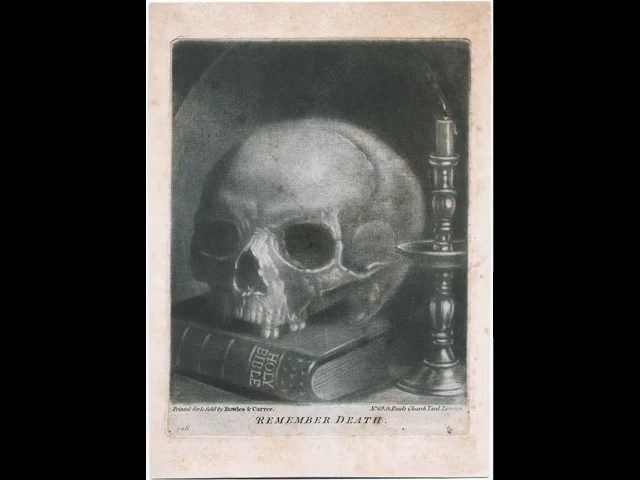 HOLY
BIBLE
Printed for & Sold by Bowles & Carver.
No. 69 St. Pauls Church Yard London
REMEMBER DEATH.